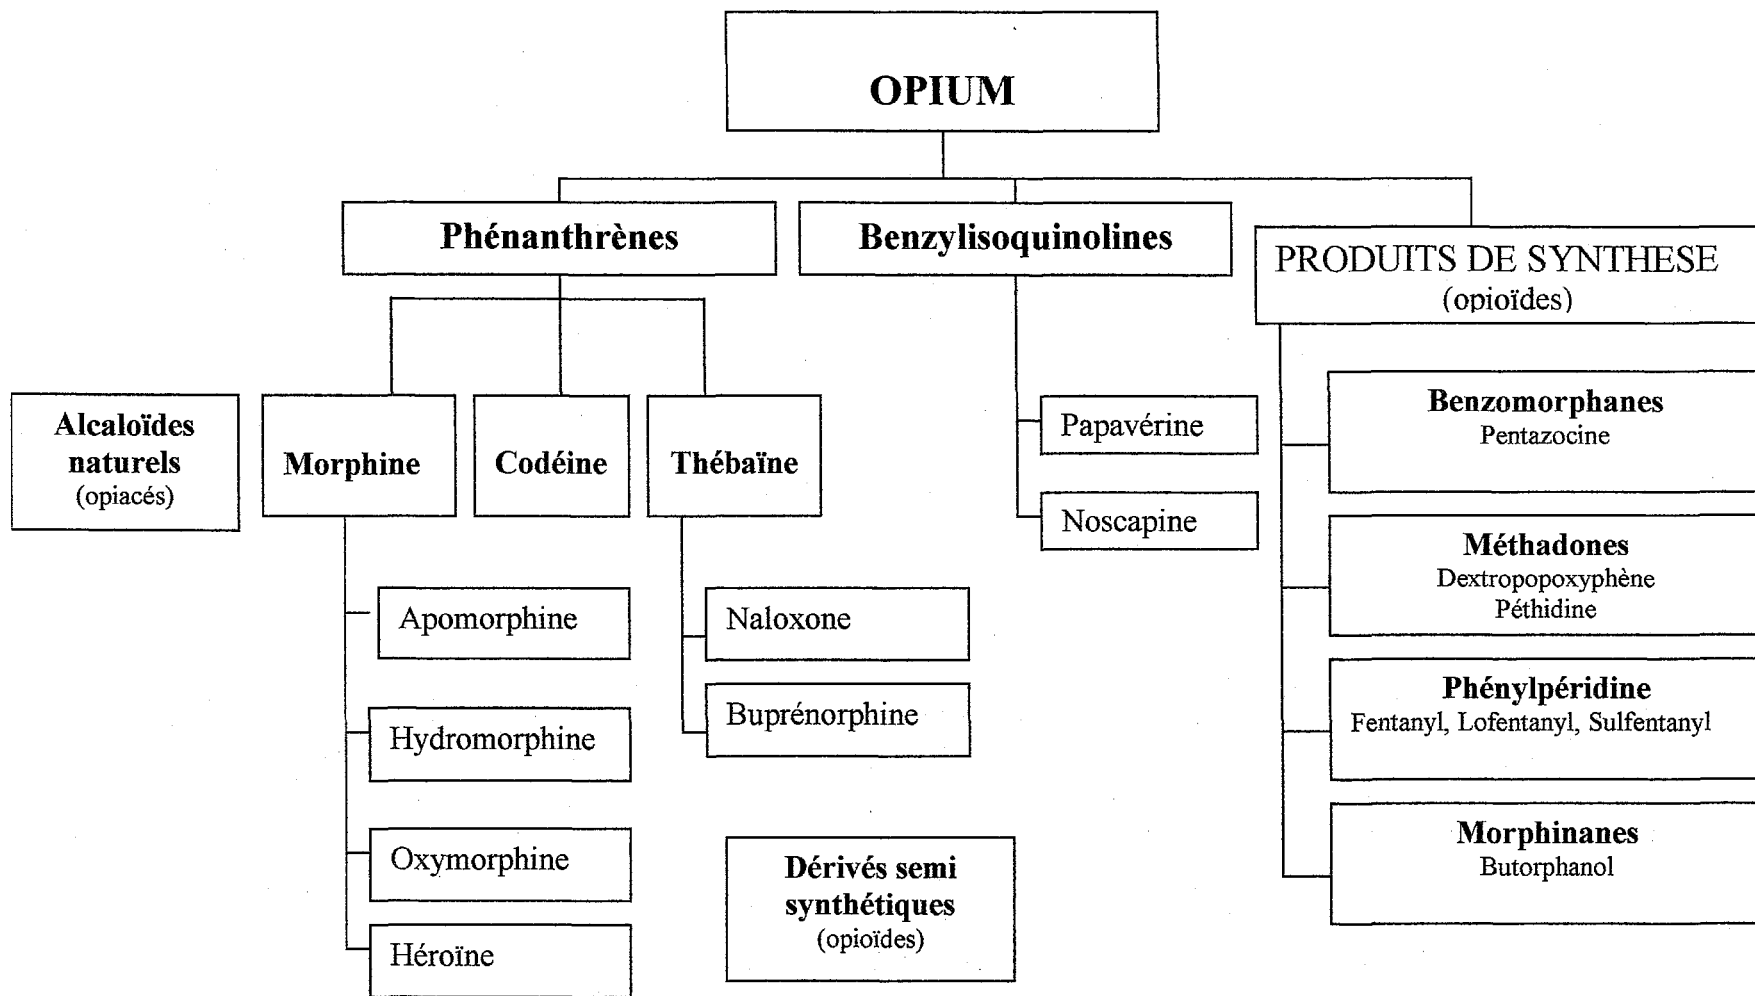 OPIUM
Phénanthrènes
Benzylisoquinolines
PRODUITS DE SYNTHESE
(opioïdes)
Alcaloïdes
naturels
(opiacés)
Morphine
Codéine
Thébaïne
Papavérine
Noscapine
Benzomorphanes
Pentazocine
Méthadones
Dextropopoxyphène
Péthidine
Apomorphine
Hydromorphine
Oxymorphine
Héroïne
Naloxone
Buprénorphine
Dérivés semi
synthétiques
(opioïdes)
Phénylpéridine
Fentanyl, Lofentanyl, Sulfentanyl
Morphinanes
Butorphanol